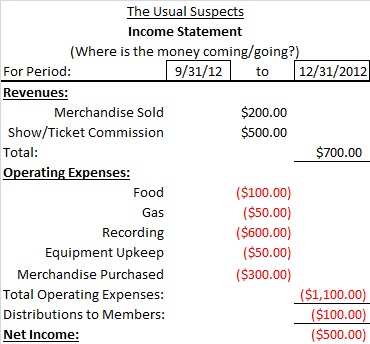 The Usual Suspects
Income Statement
(Where is the money coming/going?)
For Period: 9/31/12 to 12/31/2012
Revenues:
Merchandise Sold $200.00
Show/Ticket Commission $500.00
Total: $700.00
Operating Expenses:
Food ($100.00)
Gas ($50.00)
Recording ($600.00)
Equipment Upkeep ($50.00)
Merchandise Purchased ($300.00)
Total Operating Expenses: ($1,100.00)
Distributions to Members: ($100.00)
Net Income: ($500.00)